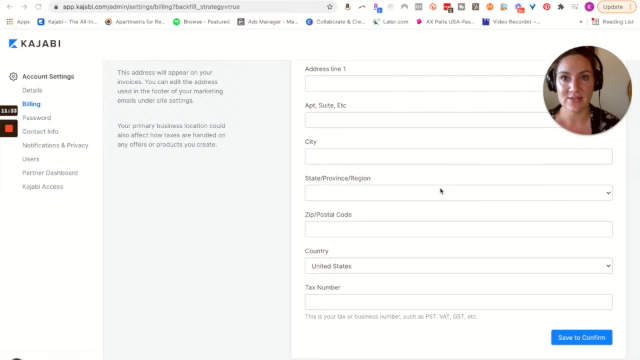 app.kajabi.com/admin/settings/billing?backfill_strategy=true
Update
Apps
Kajabi | The All-In...
Apartments for Re...
Browse - Featured
Ads Manager - Ma...
Collaborate & Crea...
Later.com
AX Paris USA-Fas...
Video Recorder -...
Reading List
KAJABI
Account Settings
Details
Billing
Password
Contact Info
Notifications & Privacy
Users
Partner Dashboard
Kajabi Access
11:03
This address will appear on your
invoices. You can edit the address
used in the footer of your marketing
emails under site settings.
Your primary business location could
also affect how taxes are handled on
any offers or products you create.
Address line 1
Apt, Suite, Etc
City
State/Province/Region
Zip/Postal Code
Country
United States
Tax Number
This is your tax or business number, such as PST, VAT, GST, etc.
Save to Confirm